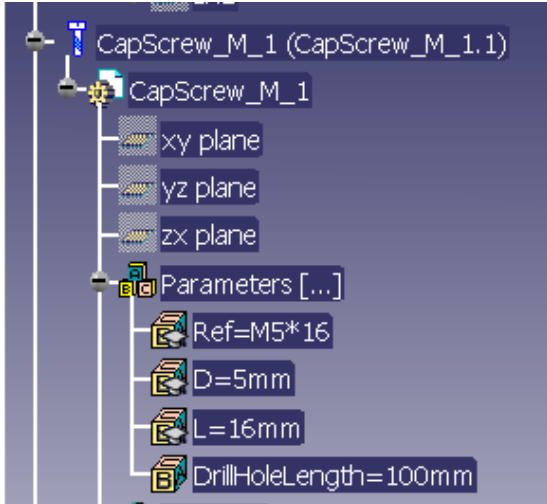 CapScrew_M_1 (CapScrew_M_1.1)
CapScrew_M_1
xy plane
yz plane
zx plane
Parameters [...]
Ref=M5*16
D=5mm
L=16mm
DrillHoleLength=100mm